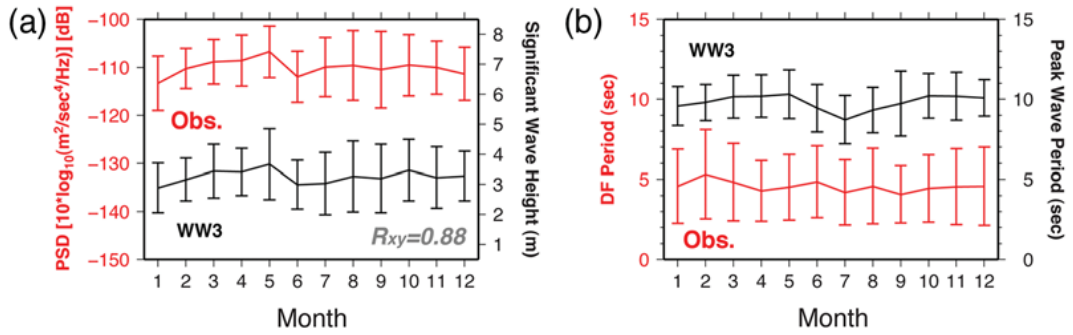 (a)
PSD [10*log10(m2/sec4/Hz)] [dB]
−100
−110
−120
−130
−140
−150
Obs.
WW3
Rxy=0.88
8
7
6
5
4
3
2
1
Significant Wave Height (m)
1 2 3 4 5 6 7 8 9 10 11 12
Month
(b)
DF Period (sec)
15
10
5
0
WW3
Obs.
15
10
5
0
Peak Wave Period (sec)
1 2 3 4 5 6 7 8 9 10 11 12
Month